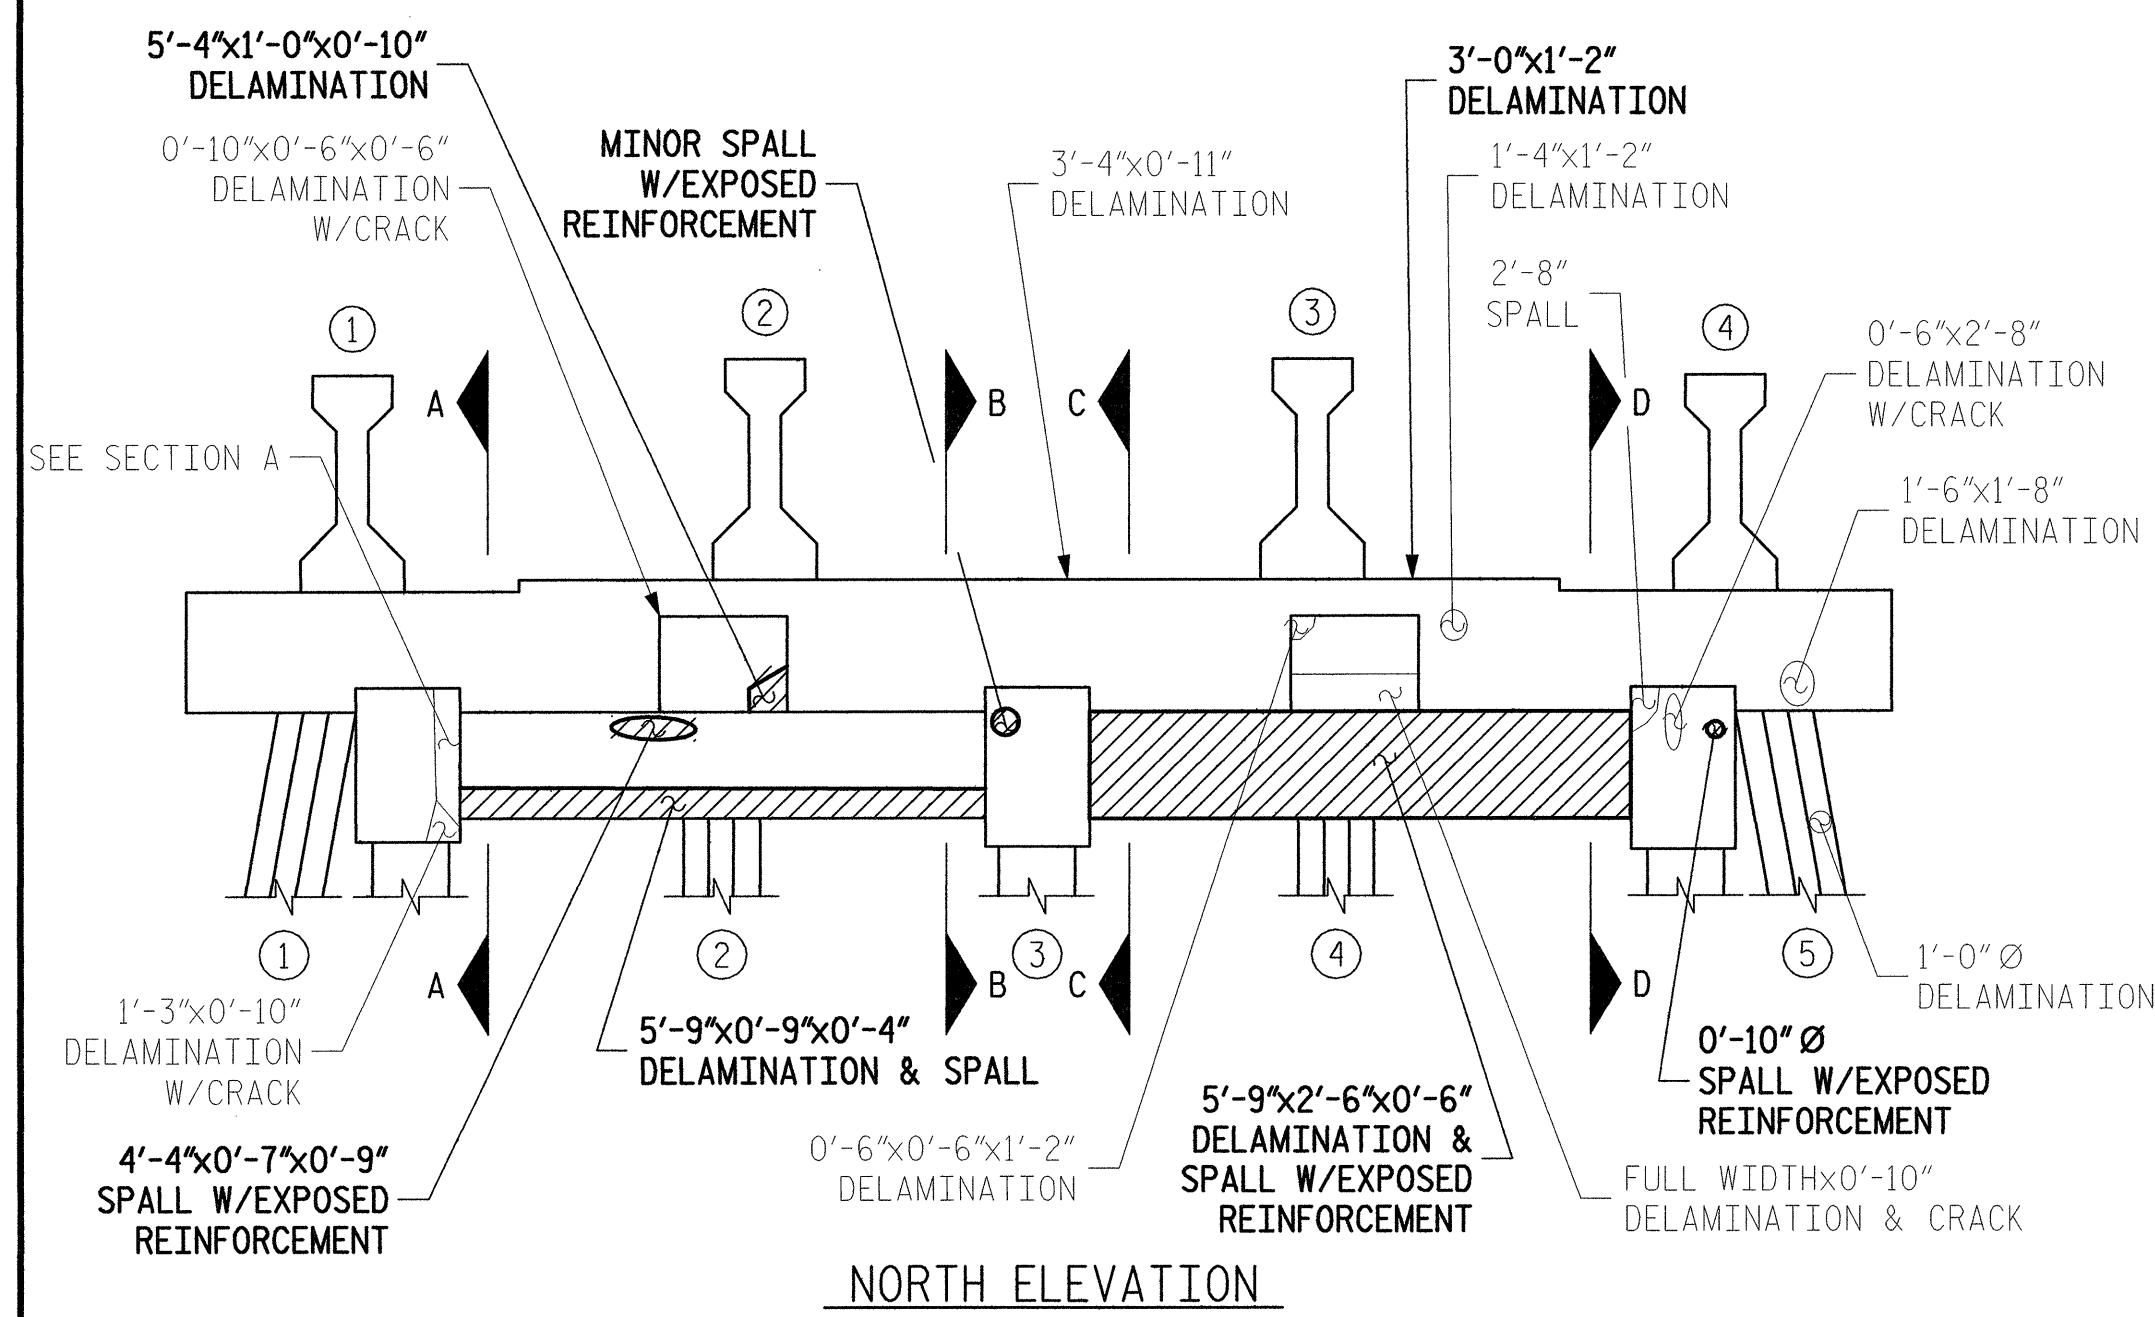 5'-4"x1'-0"x0'-10"
DELAMINATION
0'-10"x0'-6"x0'-6"
DELAMINATION
W/CRACK
MINOR SPALL
W/EXPOSED
REINFORCEMENT
3'-4"x0'-11"
DELAMINATION
3'-0"x1'-2"
DELAMINATION
1'-4"x1'-2"
DELAMINATION
2'-8"
SPALL
0'-6"x2'-8"
DELAMINATION
W/CRACK
1'-6"x1'-8"
DELAMINATION
1
2
3
4
A
B
C
D
SEE SECTION A
1
2
3
4
5
A
B
C
D
1'-3"x0'-10"
DELAMINATION
W/CRACK
4'-4"x0'-7"x0'-9"
SPALL W/EXPOSED
REINFORCEMENT
5'-9"x0'-9"x0'-4"
DELAMINATION & SPALL
0'-6"x0'-6"x1'-2"
DELAMINATION
5'-9"x2'-6"x0'-6"
DELAMINATION &
SPALL W/EXPOSED
REINFORCEMENT
1'-0" Ø
DELAMINATION
0'-10" Ø
SPALL W/EXPOSED
REINFORCEMENT
FULL WIDTHx0'-10"
DELAMINATION & CRACK
NORTH ELEVATION